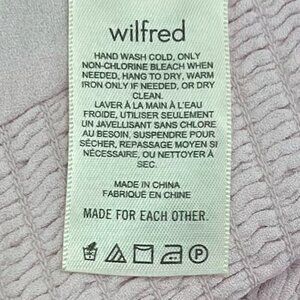 wilfred
HAND WASH COLD, ONLY
NON-CHLORINE BLEACH WHEN
NEEDED, HANG TO DRY, WARM
IRON ONLY IF NEEDED, OR DRY
CLEAN.
LAVER À LA MAIN À L'EAU
FROIDE, UTILISER SEULEMENT
UN JAVELLISANT SANS CHLORE
AU BESOIN, SUSPENDRE POUR
SÉCHER, REPASSAGE MOYEN SI
NÉCESSAIRE, OU NETTOYER À
SEC.
MADE IN CHINA
FABRIQUÉ EN CHINE
MADE FOR EACH OTHER.
P